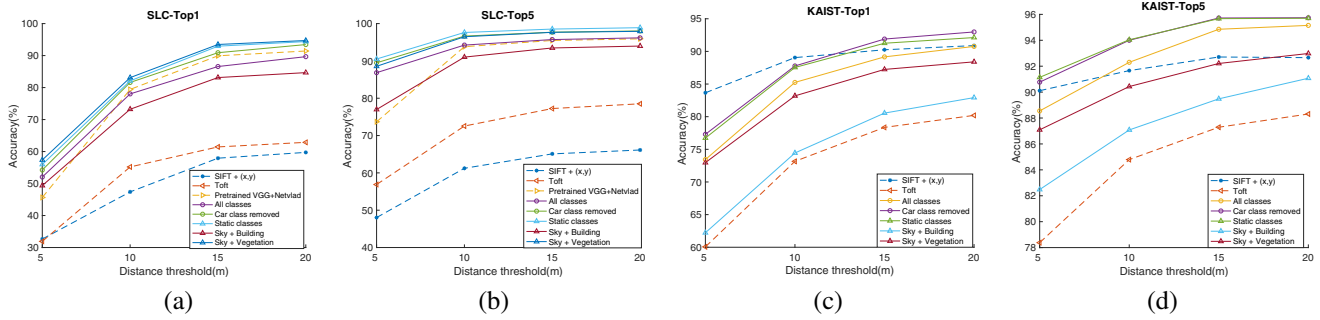 SLC-Top1
Accuracy(%)
100
90
80
70
60
50
40
30
5
10
15
20
Distance threshold(m)
SIFT + (x,y)
Toft
Pretrained VGG+Netvlad
All classes
Car class removed
Static classes
Sky + Building
Sky + Vegetation
(a)
SLC-Top5
Accuracy(%)
100
90
80
70
60
50
40
5
10
15
20
Distance threshold(m)
SIFT + (x,y)
Toft
Pretrained VGG+Netvlad
All classes
Car class removed
Static classes
Sky + Building
Sky + Vegetation
(b)
KAIST-Top1
Accuracy(%)
95
90
85
80
75
70
65
60
5
10
15
20
Distance threshold(m)
SIFT + (x,y)
Toft
All classes
Car class removed
Static classes
Sky + Building
Sky + Vegetation
(c)
KAIST-Top5
Accuracy(%)
96
94
92
90
88
86
84
82
80
78
5
10
15
20
Distance threshold(m)
SIFT + (x,y)
Toft
All classes
Car class removed
Static classes
Sky + Building
Sky + Vegetation
(d)